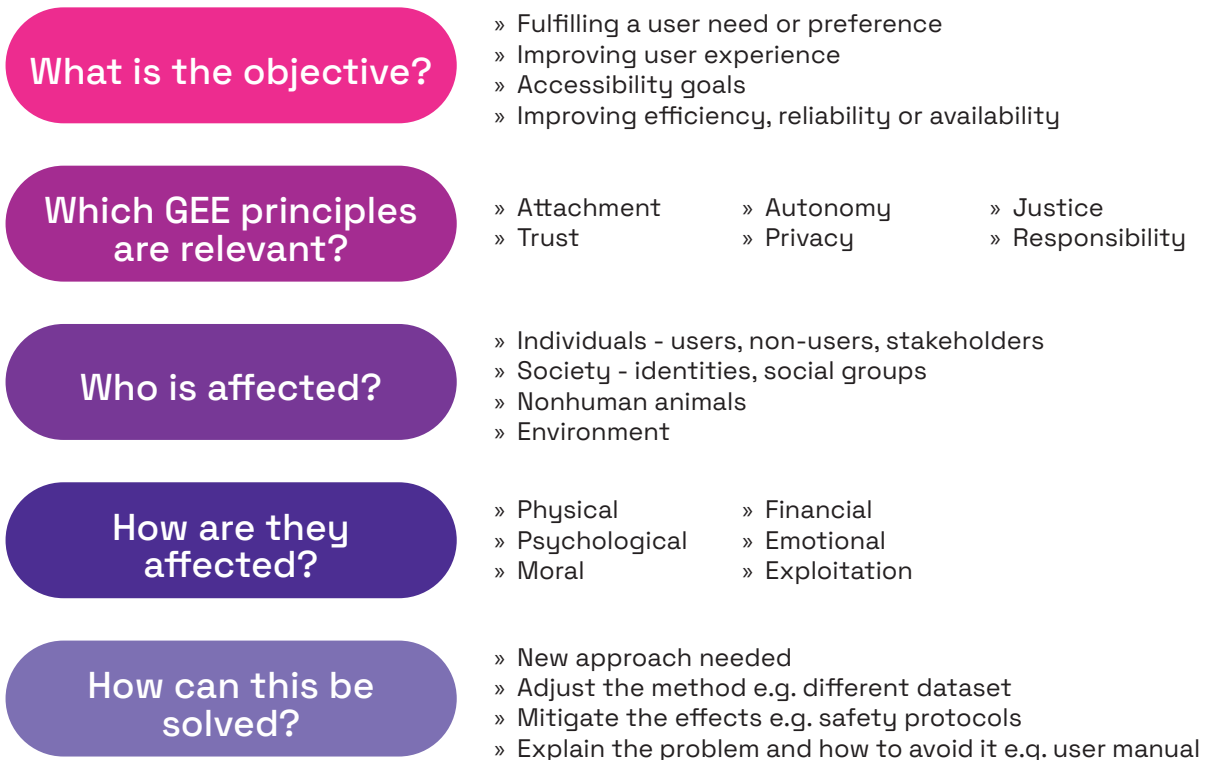 What is the objective?
» Fulfilling a user need or preference
» Improving user experience
» Accessibility goals
» Improving efficiency, reliability or availability
Which GEE principles
are relevant?
» Attachment » Autonomy » Justice
» Trust » Privacy » Responsibility
Who is affected?
» Individuals - users, non-users, stakeholders
» Society - identities, social groups
» Nonhuman animals
» Environment
How are they
affected?
» Physical » Financial
» Psychological » Emotional
» Moral » Exploitation
How can this be
solved?
» New approach needed
» Adjust the method e.g. different dataset
» Mitigate the effects e.g. safety protocols
» Explain the problem and how to avoid it e.g. user manual